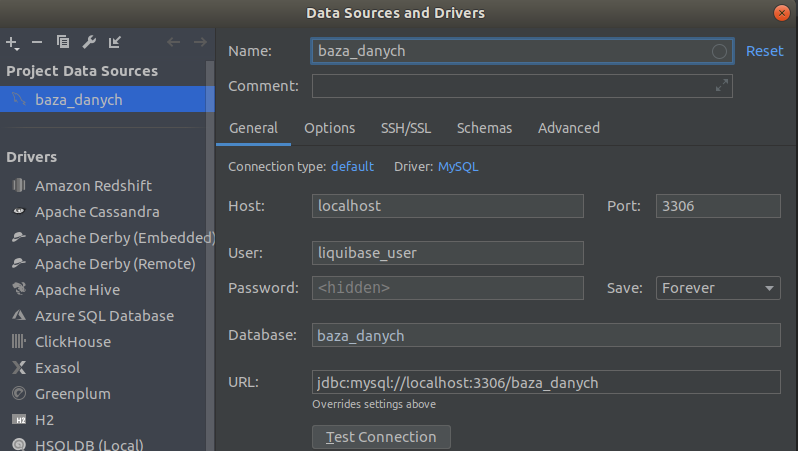 Data Sources and Drivers
Project Data Sources
baza_danych
Drivers
Amazon Redshift
Apache Cassandra
Apache Derby (Embedded)
Apache Derby (Remote)
Apache Hive
Azure SQL Database
ClickHouse
Exasol
Greenplum
H2
HSQLDB (Local)
Name: baza_danych Reset
Comment:
General Options SSH/SSL Schemas Advanced
Connection type: default Driver: MySQL
Host: localhost Port: 3306
User: liquibase_user
Password: <hidden> Save: Forever
Database: baza_danych
URL: jdbc:mysql://localhost:3306/baza_danych
Overrides settings above
Test Connection